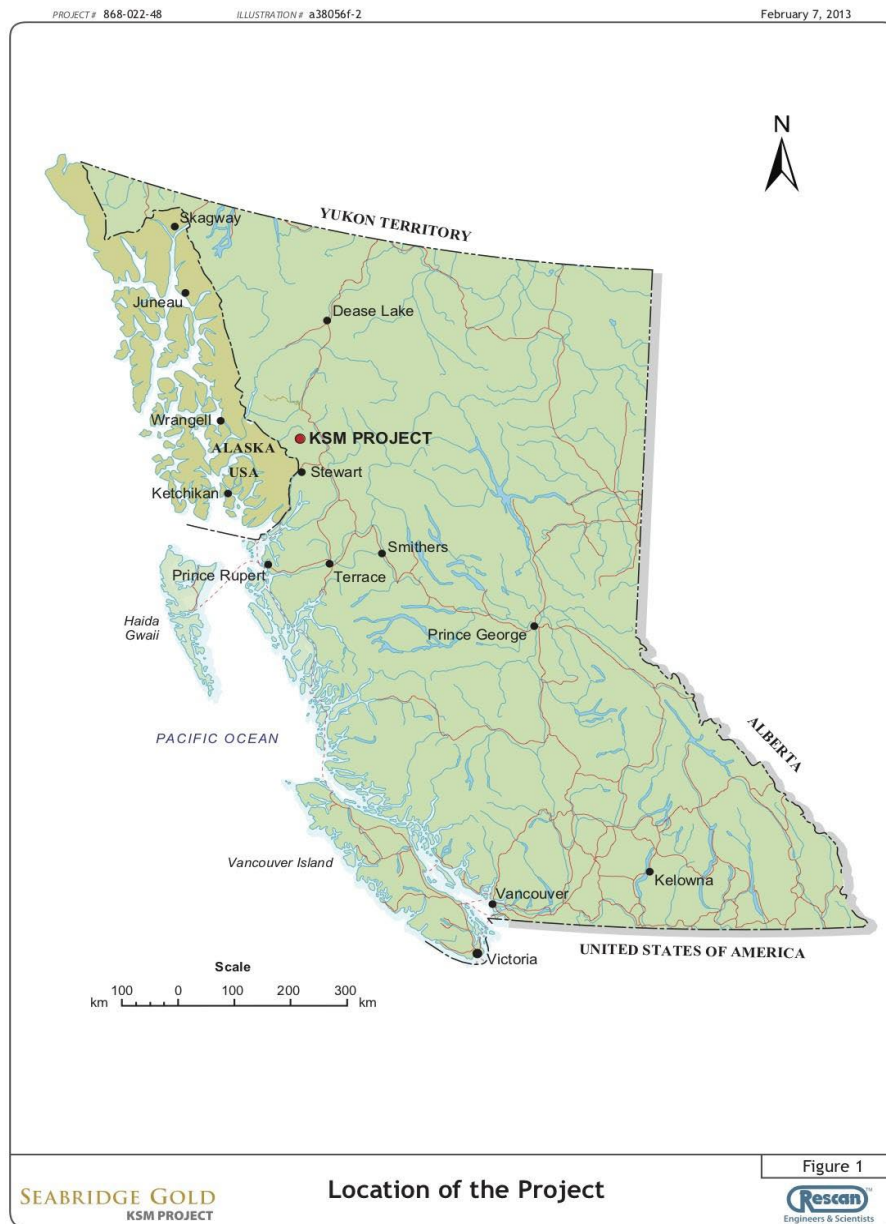 PROJECT # 868-022-48 ILLUSTRATION # a38056f-2 February 7, 2013
N
YUKON TERRITORY
Skagway
Juneau
Dease Lake
Wrangell
KSM PROJECT
ALASKA
USA
Stewart
Ketchikan
Smithers
Prince Rupert
Terrace
Haida
Gwaii
Prince George
PACIFIC OCEAN
ALBERTA
Vancouver Island
Kelowna
Vancouver
UNITED STATES OF AMERICA
Victoria
Scale
100 0 100 200 300
km km
Figure 1
SEABRIDGE GOLD
KSM PROJECT
Location of the Project
Rescan™
Engineers & Scientists